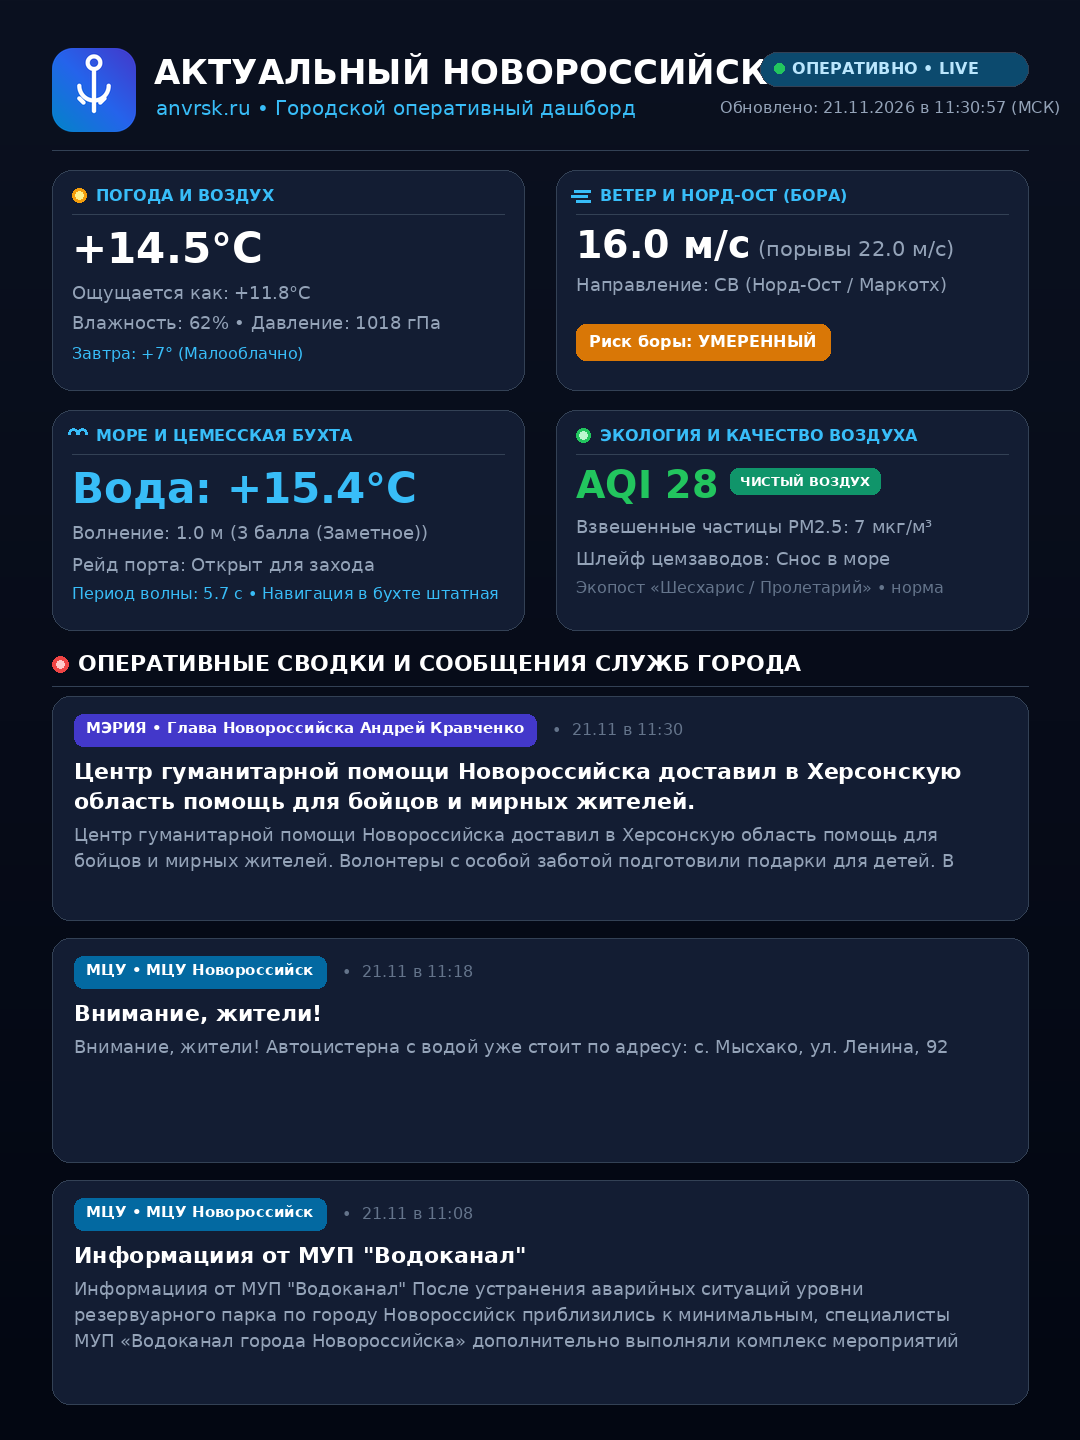 АКТУАЛЬНЫЙ НОВОРОССИЙСК
ОПЕРАТИВНО • LIVE
anvrsk.ru • Городской оперативный дашборд
Обновлено: 21.11.2026 в 11:30:57 (МСК)
ПОГОДА И ВОЗДУХ
+14.5°C
Ощущается как: +11.8°C
Влажность: 62% • Давление: 1018 гПа
Завтра: +7° (Малооблачно)
ВЕТЕР И НОРД-ОСТ (БОРА)
16.0 м/с (порывы 22.0 м/с)
Направление: СВ (Норд-Ост / Маркотх)
Риск боры: УМЕРЕННЫЙ
МОРЕ И ЦЕМЕССКАЯ БУХТА
Вода: +15.4°C
Волнение: 1.0 м (3 балла (Заметное))
Рейд порта: Открыт для захода
Период волны: 5.7 с • Навигация в бухте штатная
ЭКОЛОГИЯ И КАЧЕСТВО ВОЗДУХА
AQI 28 ЧИСТЫЙ ВОЗДУХ
Взвешенные частицы PM2.5: 7 мкг/м³
Шлейф цемзаводов: Снос в море
Экопост «Шесхарис / Пролетарий» • норма
ОПЕРАТИВНЫЕ СВОДКИ И СООБЩЕНИЯ СЛУЖБ ГОРОДА
МЭРИЯ • Глава Новороссийска Андрей Кравченко • 21.11 в 11:30
Центр гуманитарной помощи Новороссийска доставил в Херсонскую
область помощь для бойцов и мирных жителей.
Центр гуманитарной помощи Новороссийска доставил в Херсонскую область помощь для
бойцов и мирных жителей. Волонтеры с особой заботой подготовили подарки для детей. В
МЦУ • МЦУ Новороссийск • 21.11 в 11:18
Внимание, жители!
Внимание, жители! Автоцистерна с водой уже стоит по адресу: с. Мысхако, ул. Ленина, 92
МЦУ • МЦУ Новороссийск • 21.11 в 11:08
Информациия от МУП "Водоканал"
Информациия от МУП "Водоканал" После устранения аварийных ситуаций уровни
резервуарного парка по городу Новороссийск приблизились к минимальным, специалисты
МУП «Водоканал города Новороссийска» дополнительно выполняли комплекс мероприятий